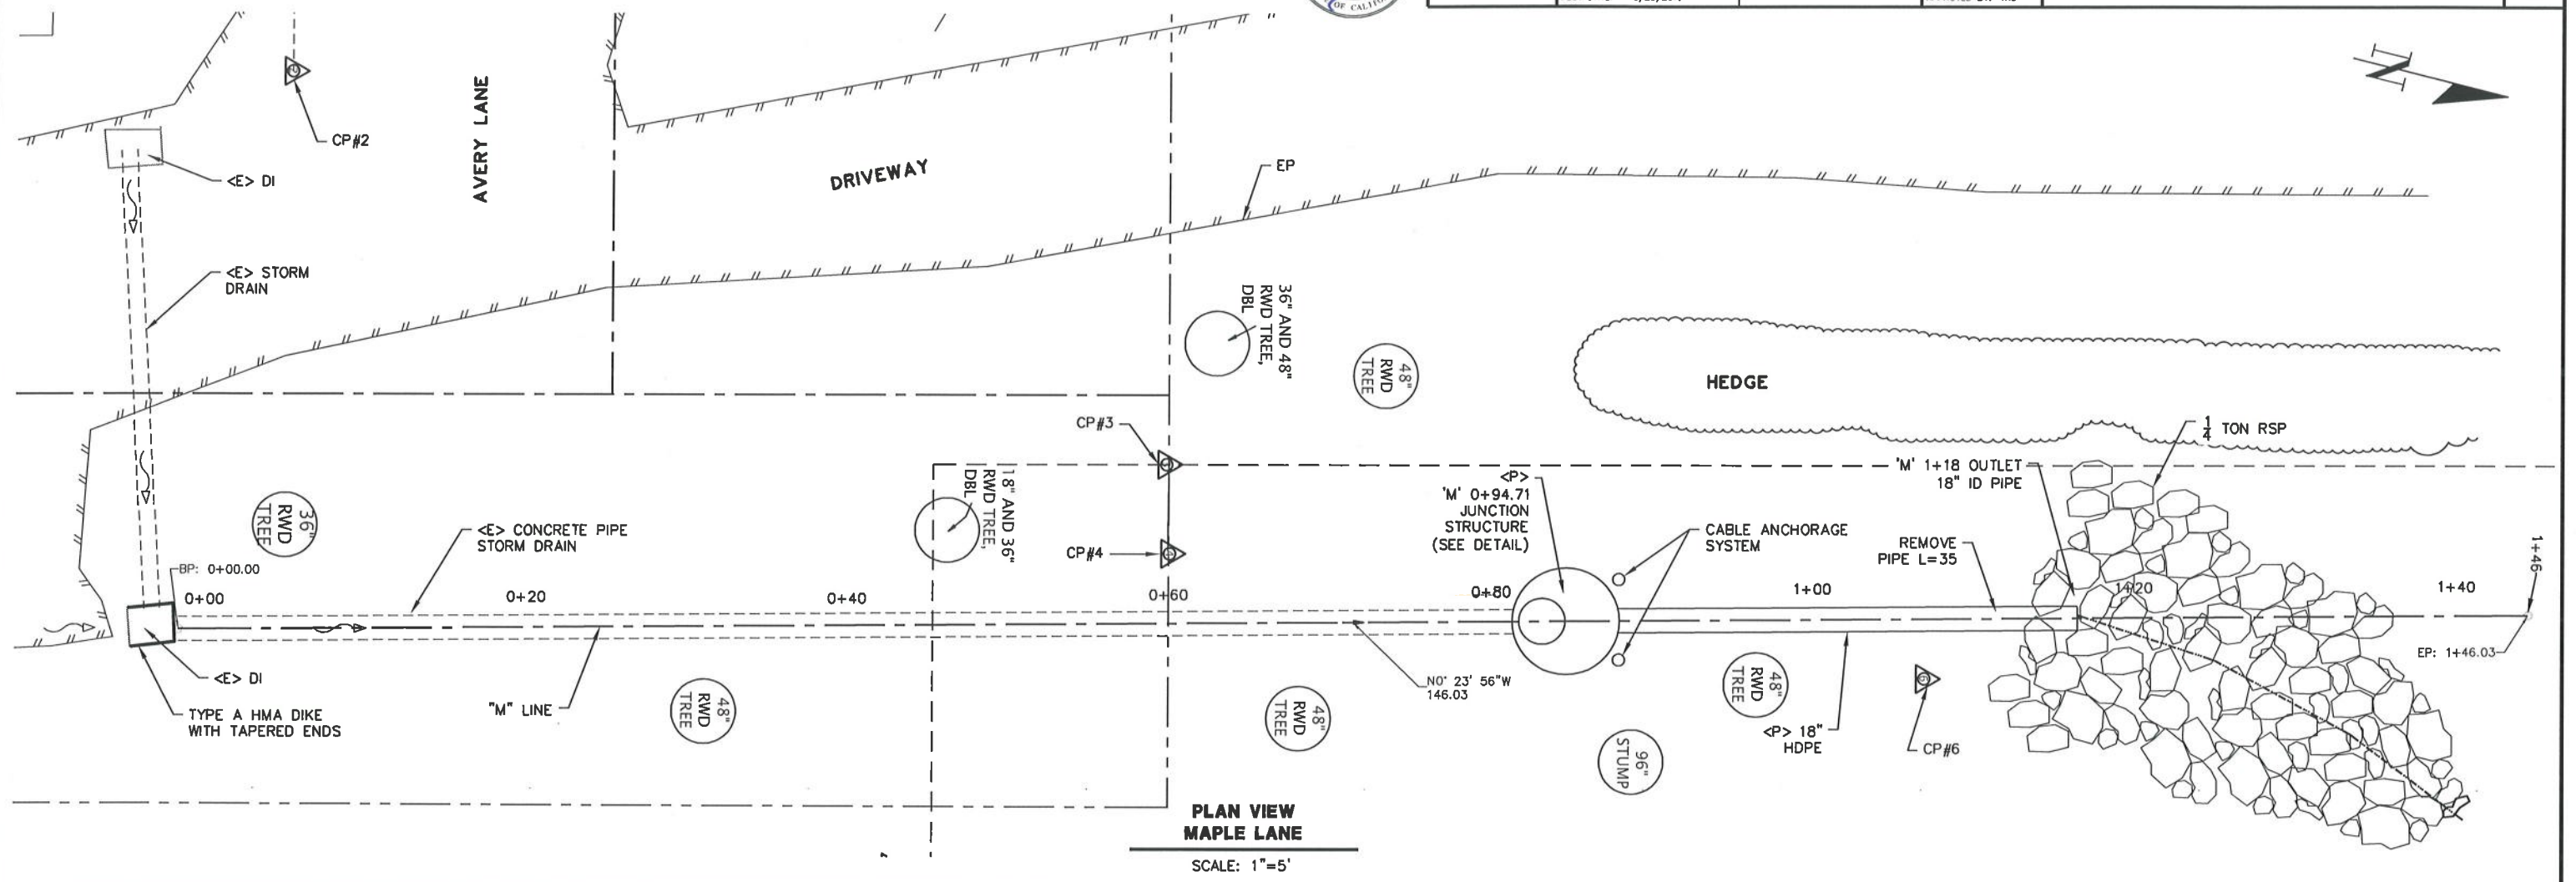 OF CALIFO
CP#2
<E> DI
AVERY LANE
DRIVEWAY
EP
<E> STORM
DRAIN
36" AND 48"
RWD TREE,
DBL
48"
RWD
TREE
HEDGE
1/4 TON RSP
CP#3
18" AND 36"
RWD TREE,
DBL
CP#4
<P>
'M' 0+94.71
JUNCTION
STRUCTURE
(SEE DETAIL)
CABLE ANCHORAGE
SYSTEM
'M' 1+18 OUTLET
18" ID PIPE
REMOVE
PIPE L=35
36"
RWD
TREE
<E> CONCRETE PIPE
STORM DRAIN
BP: 0+00.00
0+00
0+20
0+40
0+60
0+80
1+00
1+20
1+40
1+46
EP: 1+46.03
<E> DI
TYPE A HMA DIKE
WITH TAPERED ENDS
"M" LINE
48"
RWD
TREE
48"
RWD
TREE
N0° 23' 56"W
146.03
96"
STUMP
48"
RWD
TREE
<P> 18"
HDPE
CP#6
PLAN VIEW
MAPLE LANE
SCALE: 1"=5'